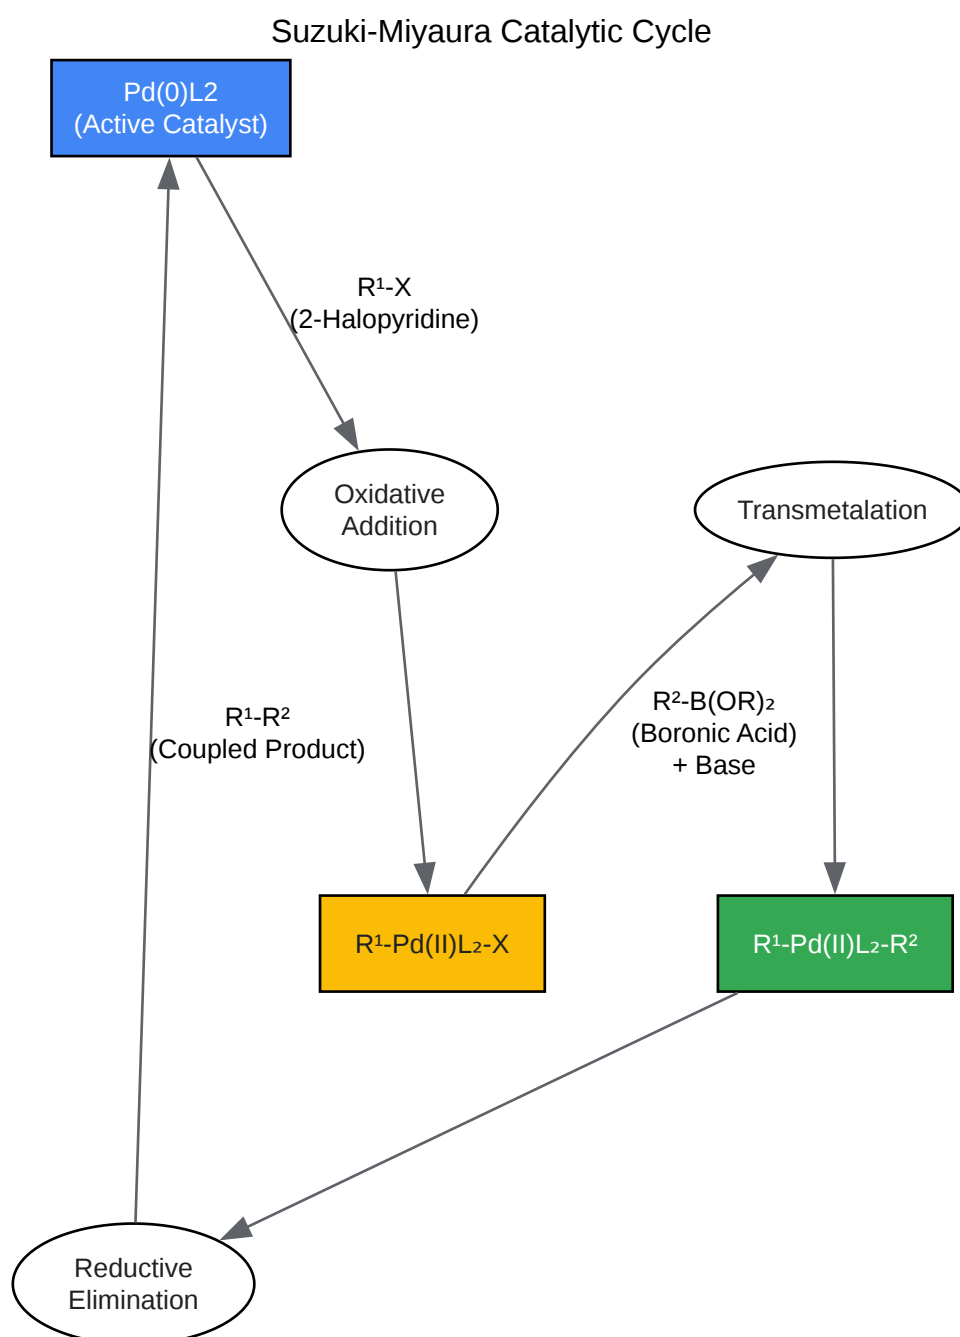 Suzuki-Miyaura Catalytic Cycle
Pd(0)L2
(Active Catalyst)
R¹-X
(2-Halopyridine)
Oxidative
Addition
Transmetalation
R²-B(OR)₂
(Boronic Acid)
+ Base
R¹-R²
(Coupled Product)
R¹-Pd(II)L₂-X
R¹-Pd(II)L₂-R²
Reductive
Elimination